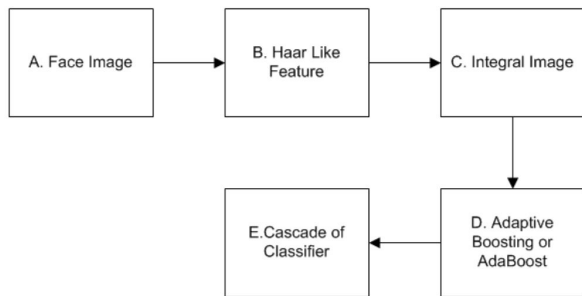 A. Face Image
B. Haar Like
Feature
C. Integral Image
D. Adaptive
Boosting or
AdaBoost
E.Cascade of
Classifier